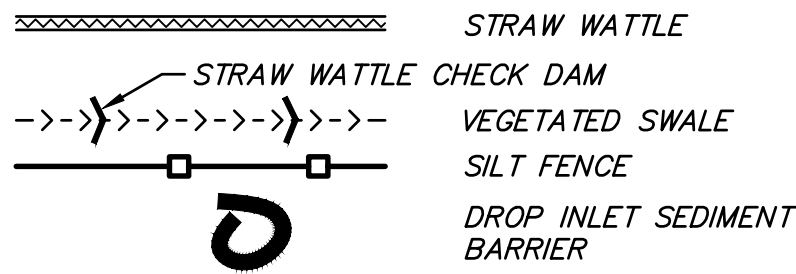 STRAW WATTLE
STRAW WATTLE CHECK DAM
VEGETATED SWALE
SILT FENCE
DROP INLET SEDIMENT
BARRIER